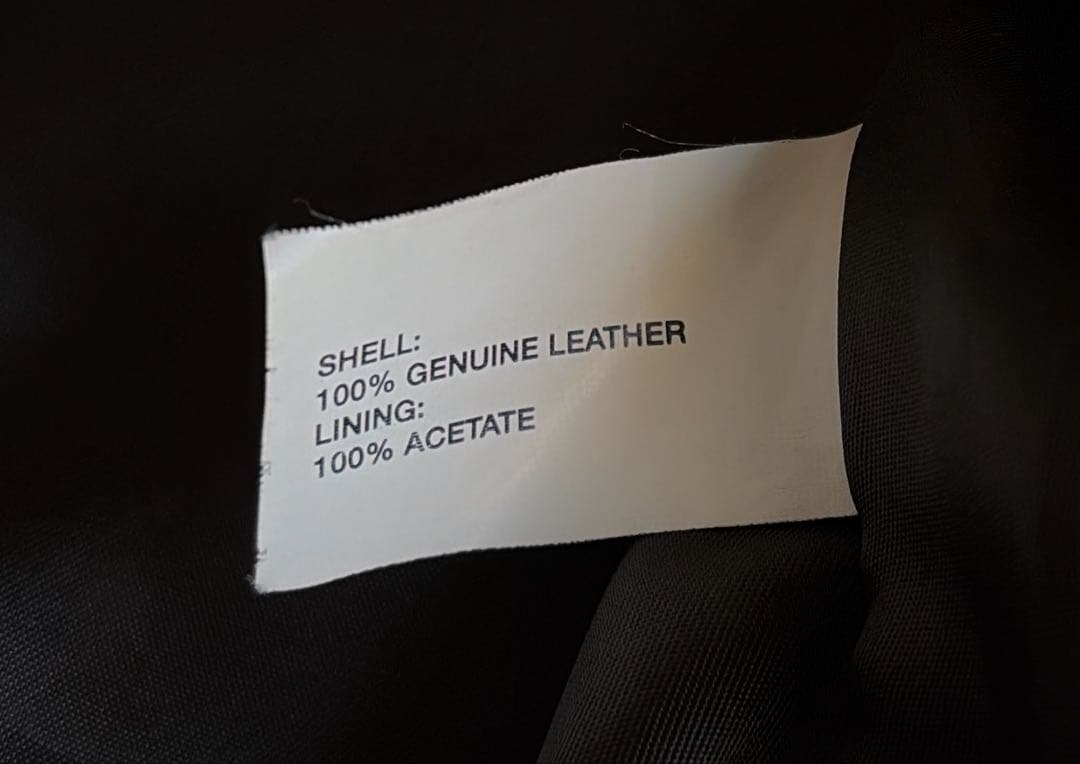 SHELL:
100% GENUINE LEATHER
LINING:
100% ACETATE